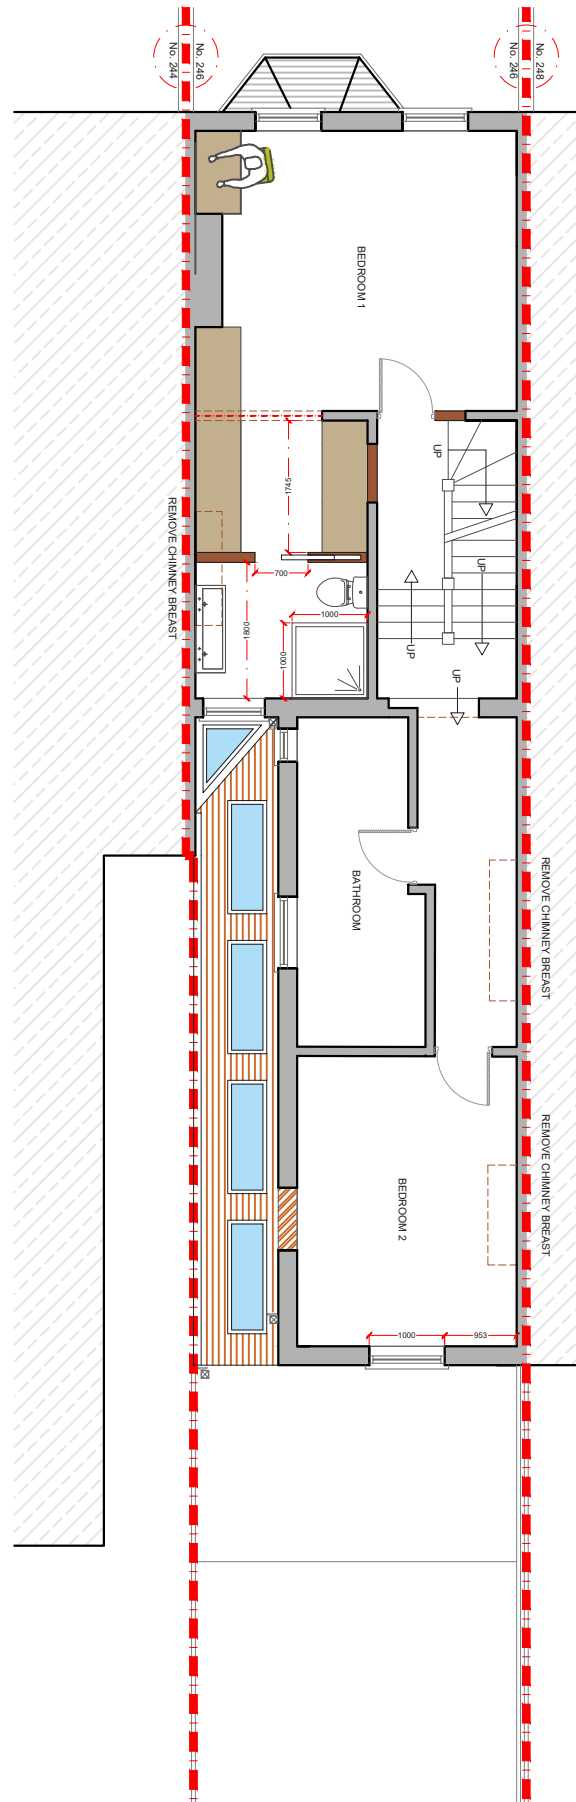 No. 244
No. 246
No. 246
No. 248
BEDROOM 1
UP
UP
1745
REMOVE CHIMNEY BREAST
700
1800
1000
1000
UP
UP
BATHROOM
REMOVE CHIMNEY BREAST
REMOVE CHIMNEY BREAST
BEDROOM 2
1000
953